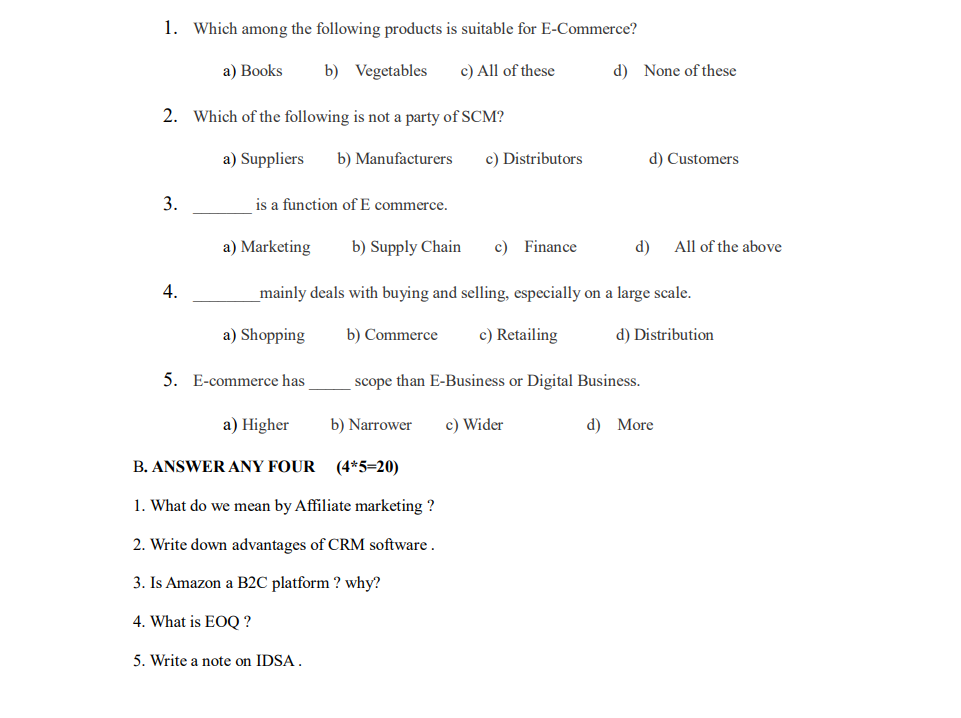 1. Which among the following products is suitable for E-Commerce?
a) Books b) Vegetables c) All of these d) None of these
2. Which of the following is not a party of SCM?
a) Suppliers b) Manufacturers c) Distributors d) Customers
3. _______ is a function of E commerce.
a) Marketing b) Supply Chain c) Finance d) All of the above
4. ________mainly deals with buying and selling, especially on a large scale.
a) Shopping b) Commerce c) Retailing d) Distribution
5. E-commerce has _____ scope than E-Business or Digital Business.
a) Higher b) Narrower c) Wider d) More
B. ANSWER ANY FOUR (4*5=20)
1. What do we mean by Affiliate marketing ?
2. Write down advantages of CRM software .
3. Is Amazon a B2C platform ? why?
4. What is EOQ ?
5. Write a note on IDSA .